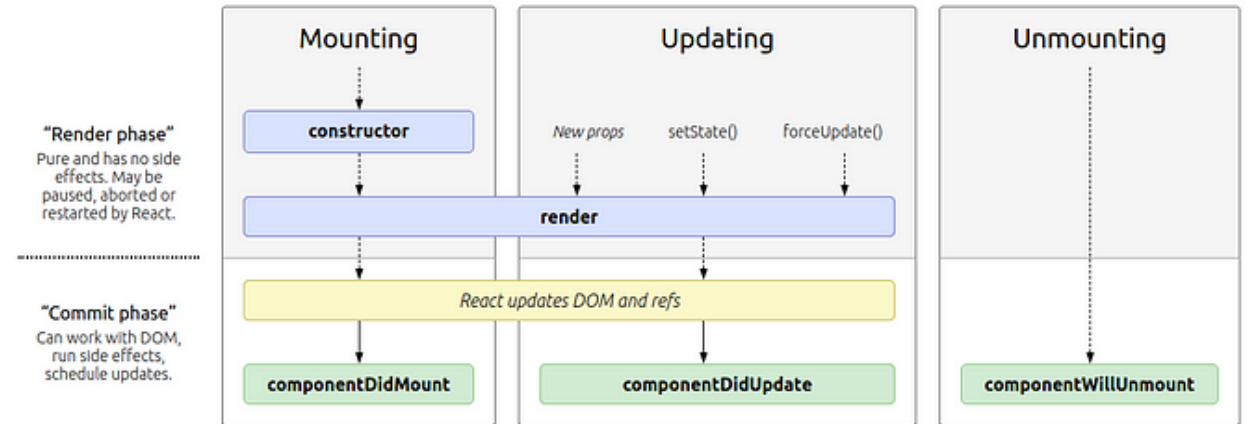 Mounting
Updating
Unmounting
"Render phase"
Pure and has no side
effects. May be
paused, aborted or
restarted by React.
constructor
New props
setState()
forceUpdate()
render
"Commit phase"
Can work with DOM,
run side effects,
schedule updates.
React updates DOM and refs
componentDidMount
componentDidUpdate
componentWillUnmount